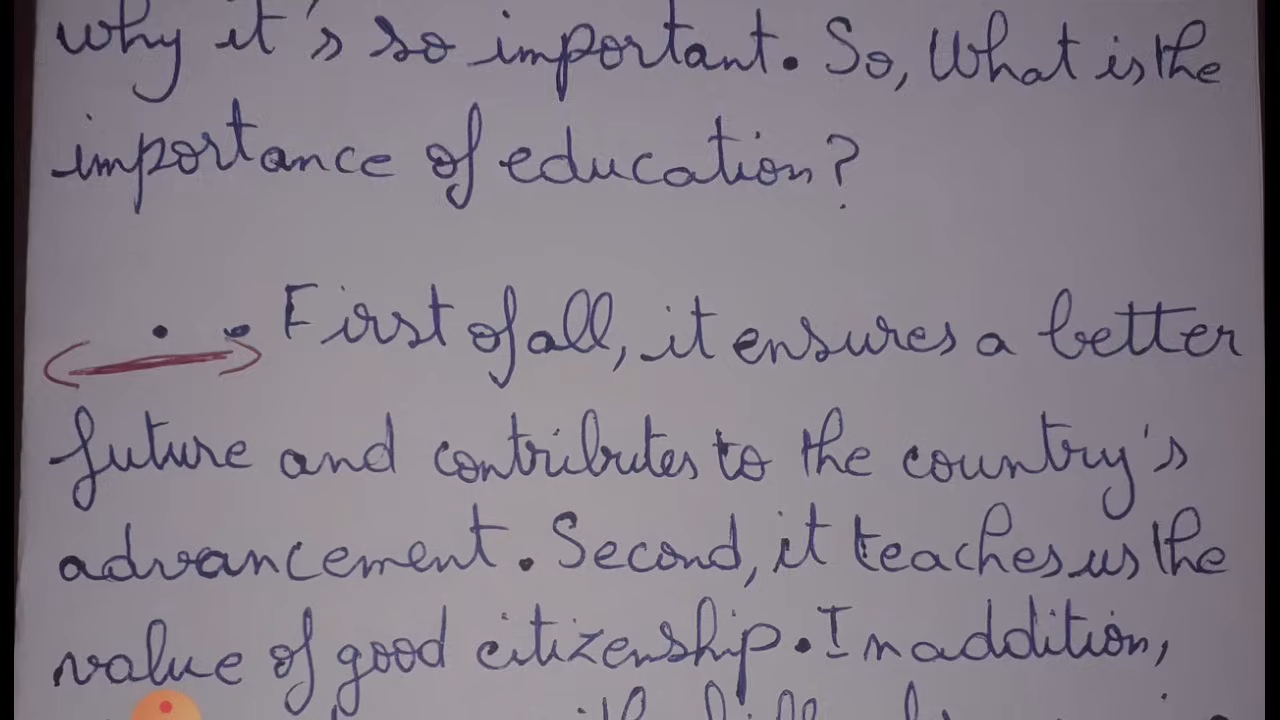 why it's so important. So, What is the
importance of education?
First of all, it ensures a better
future and contributes to the country's
advancement. Second, it teaches us the
value of good citizenship. In addition,